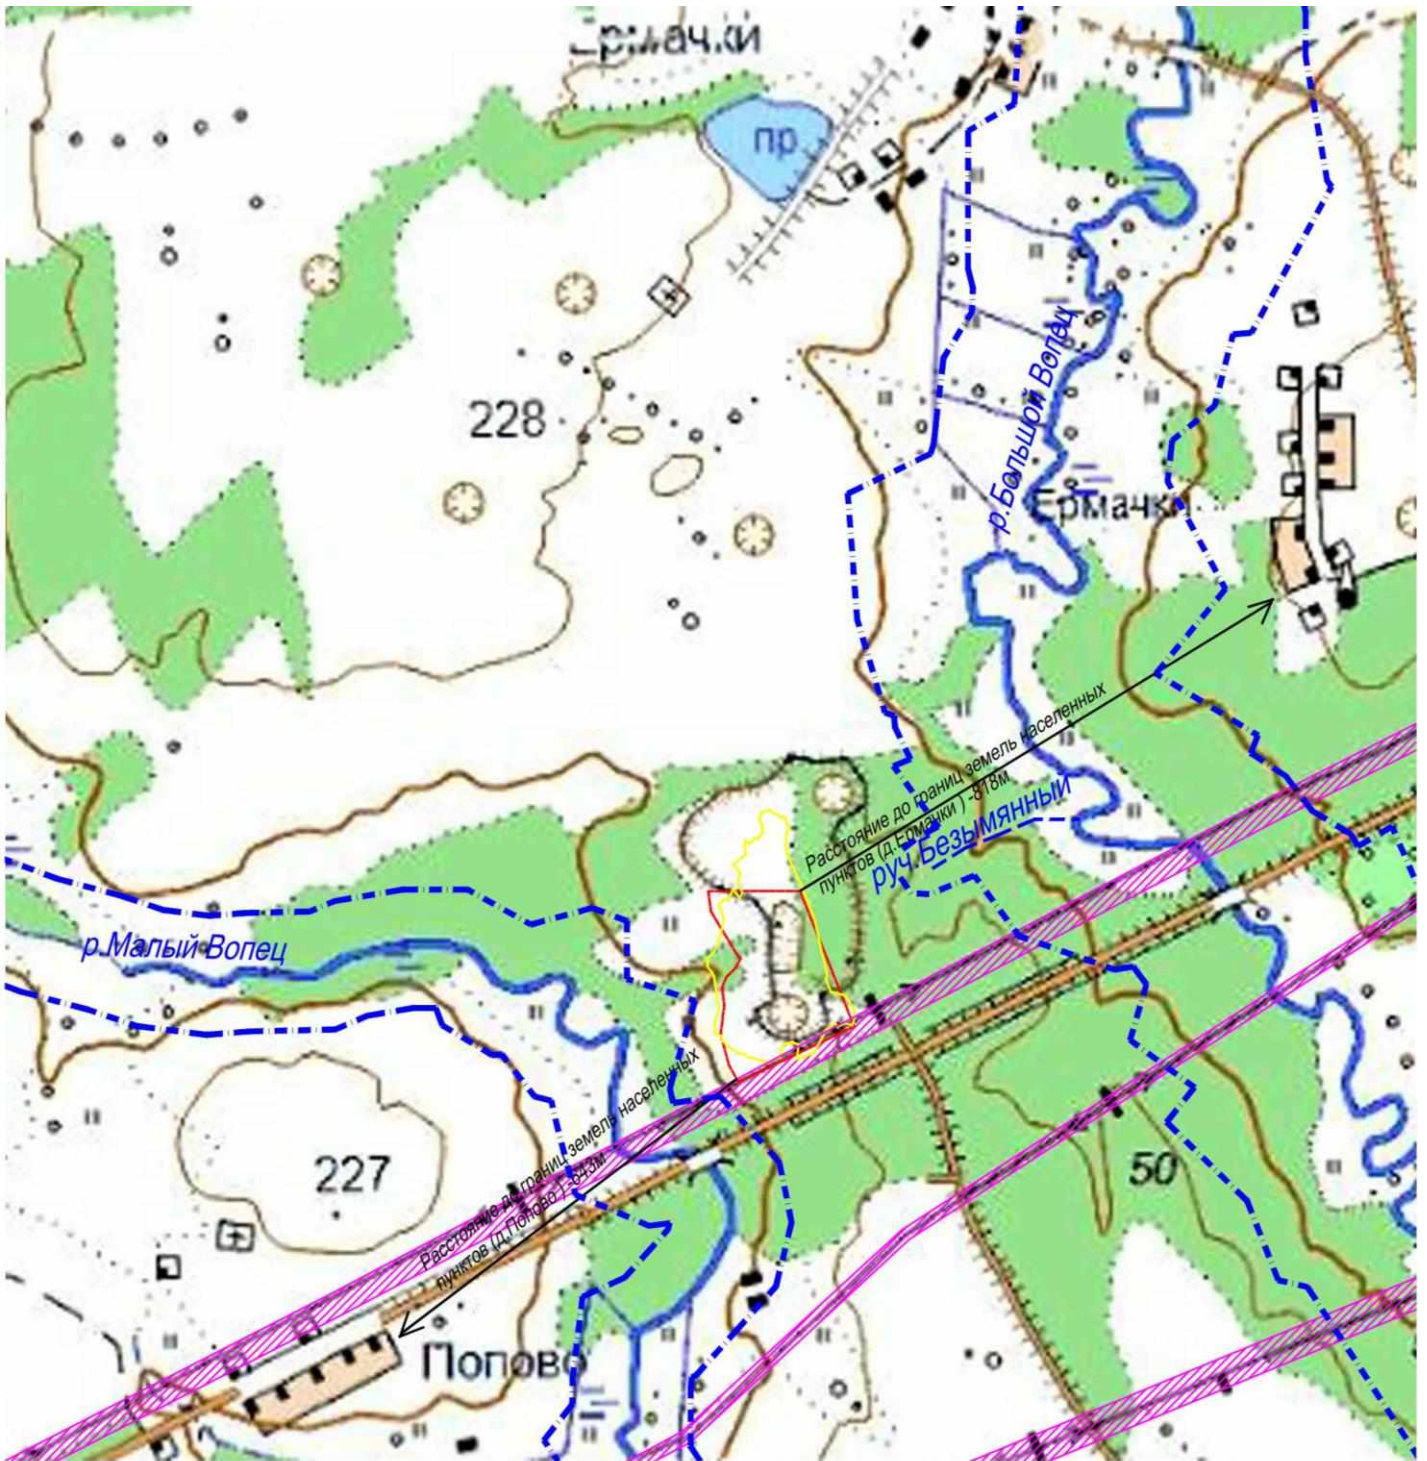 Ермачки
пр
228
р.Большой Вопец
Ермачки
Расстояние до границ земель населенных
пунктов (д.Ермачки ) -818м
руч.Безымянный
р.Малый Вопец
227
Расстояние до границ земель населенных
пунктов (д.Попово ) -643м
50
Попово